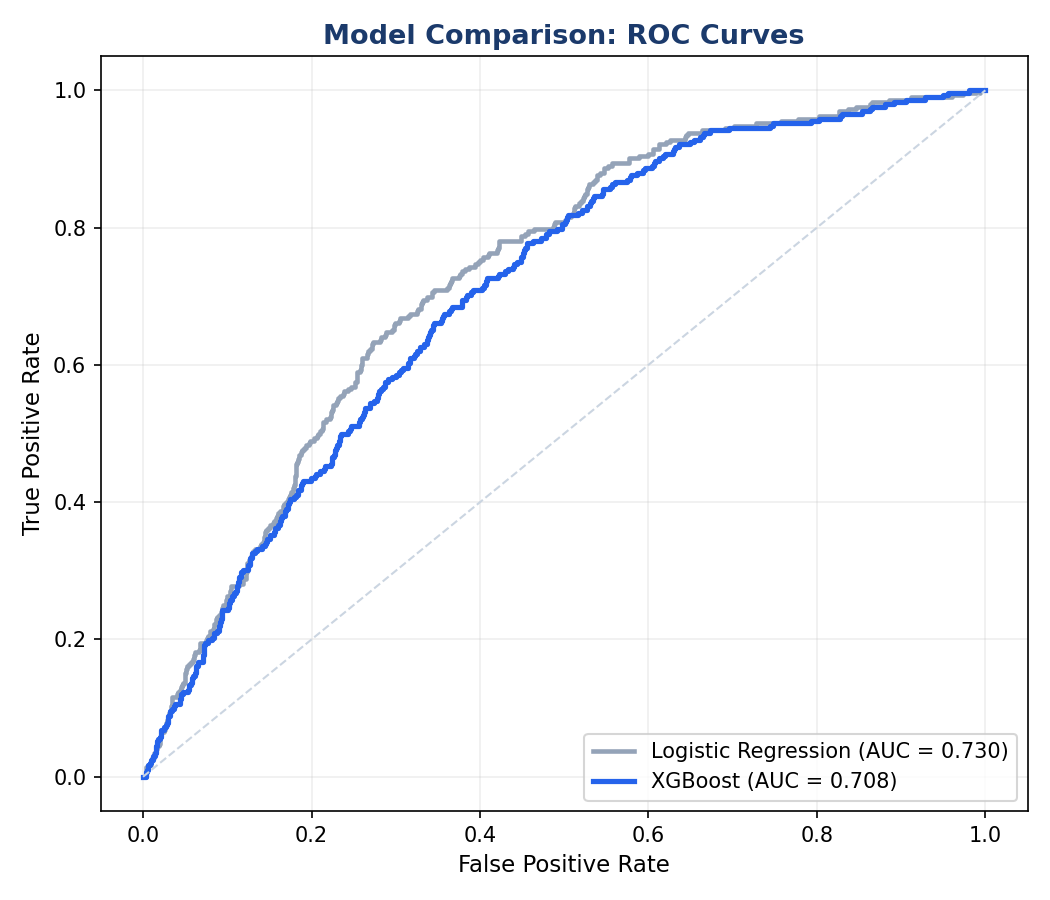 Model Comparison: ROC Curves
True Positive Rate
1.0
0.8
0.6
0.4
0.2
0.0
Logistic Regression (AUC = 0.730)
XGBoost (AUC = 0.708)
0.0 0.2 0.4 0.6 0.8 1.0
False Positive Rate